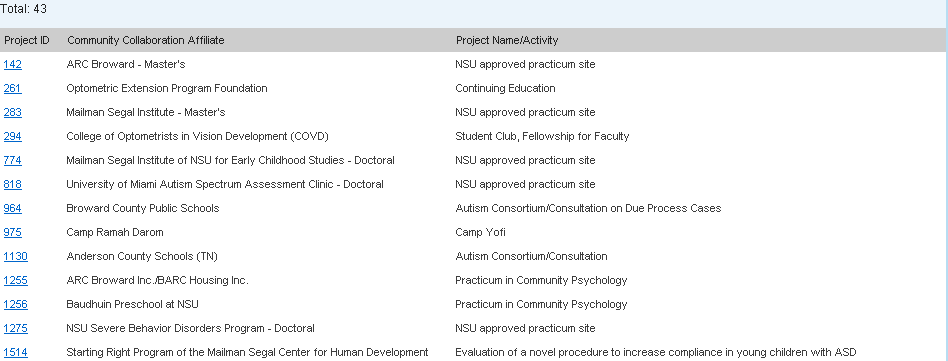 Total: 43
Project ID Community Collaboration Affiliate Project Name/Activity
142 ARC Broward - Master's NSU approved practicum site
261 Optometric Extension Program Foundation Continuing Education
283 Mailman Segal Institute - Master's NSU approved practicum site
294 College of Optometrists in Vision Development (COVD) Student Club, Fellowship for Faculty
774 Mailman Segal Institute of NSU for Early Childhood Studies - Doctoral NSU approved practicum site
818 University of Miami Autism Spectrum Assessment Clinic - Doctoral NSU approved practicum site
964 Broward County Public Schools Autism Consortium/Consultation on Due Process Cases
975 Camp Ramah Darom Camp Yofi
1130 Anderson County Schools (TN) Autism Consortium/Consultation
1255 ARC Broward Inc./BARC Housing Inc. Practicum in Community Psychology
1256 Baudhuin Preschool at NSU Practicum in Community Psychology
1275 NSU Severe Behavior Disorders Program - Doctoral NSU approved practicum site
1514 Starting Right Program of the Mailman Segal Center for Human Development Evaluation of a novel procedure to increase compliance in young children with ASD